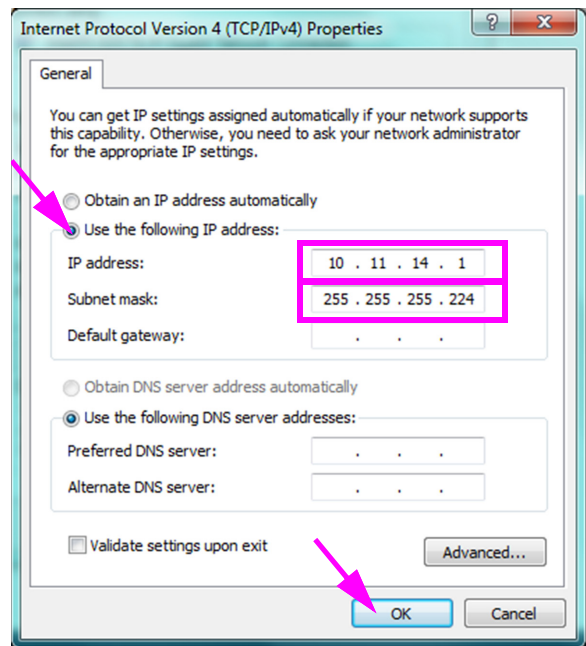 Internet Protocol Version 4 (TCP/IPv4) Properties
General
You can get IP settings assigned automatically if your network supports
this capability. Otherwise, you need to ask your network administrator
for the appropriate IP settings.
Obtain an IP address automatically
Use the following IP address:
IP address: 10 . 11 . 14 . 1
Subnet mask: 255 . 255 . 255 . 224
Default gateway: . . .
Obtain DNS server address automatically
Use the following DNS server addresses:
Preferred DNS server: . . .
Alternate DNS server: . . .
Validate settings upon exit
Advanced...
OK Cancel